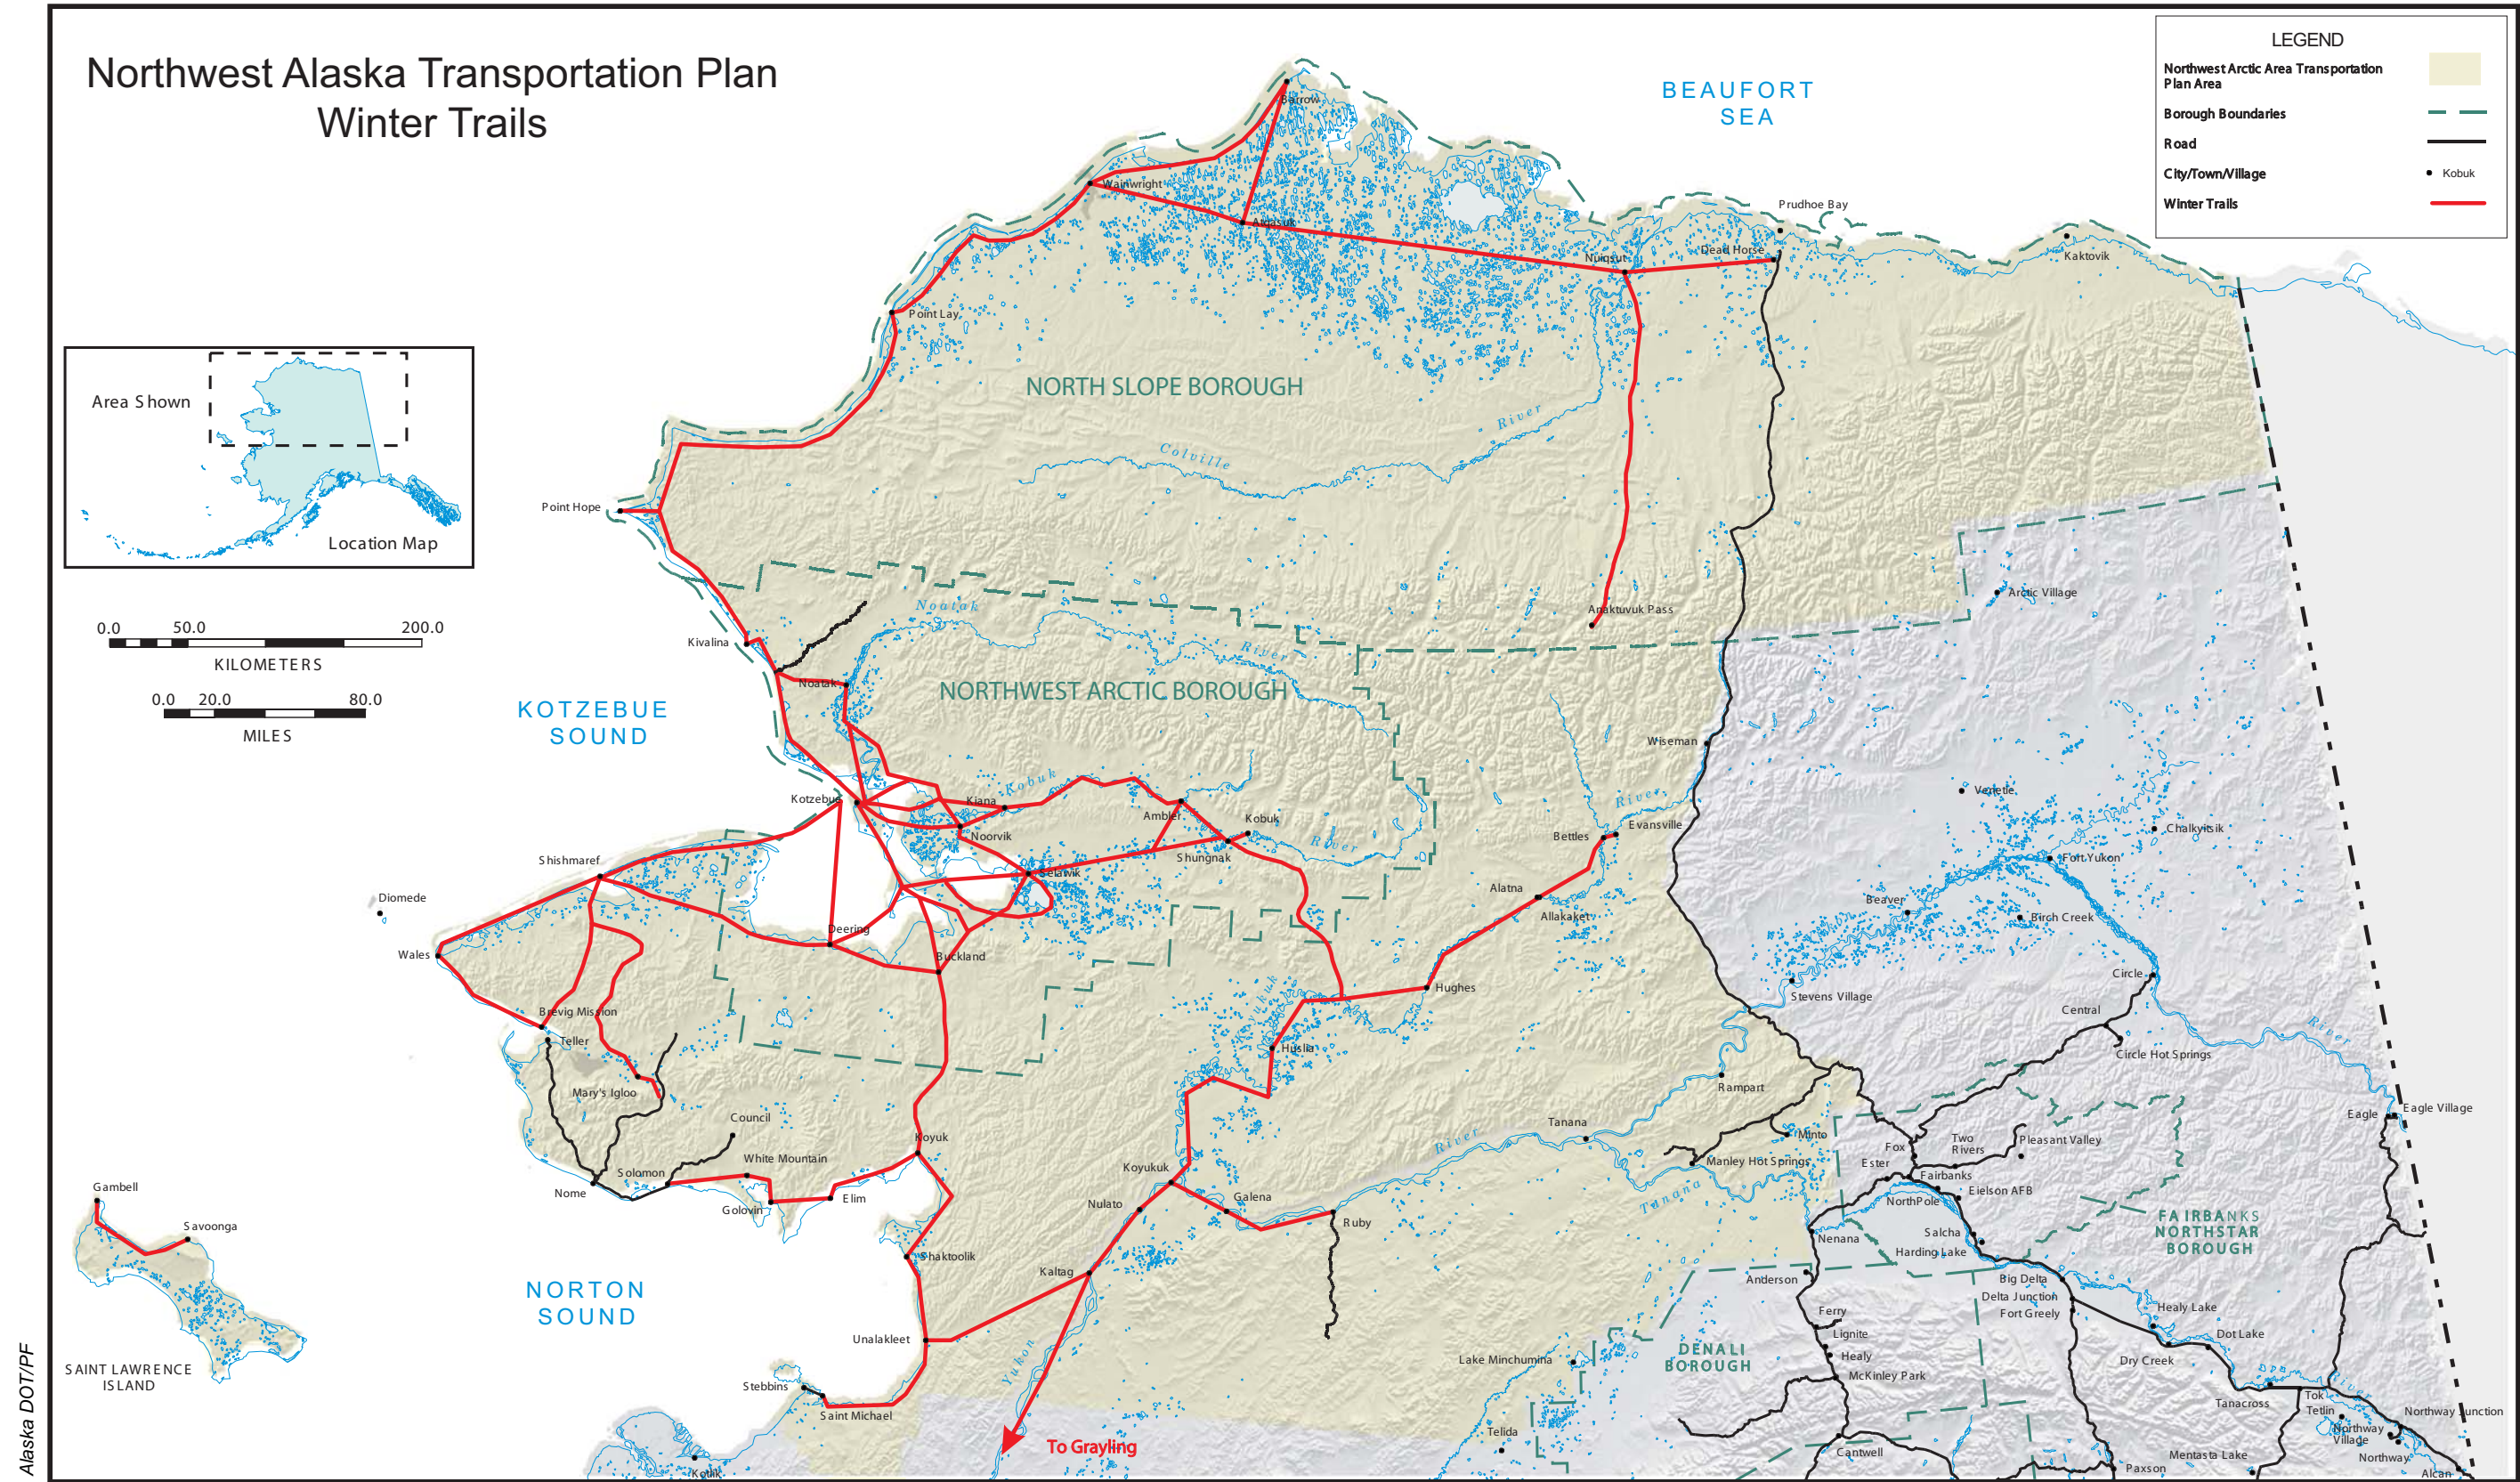 Northwest Alaska Transportation Plan
Winter Trails
LEGEND
Northwest Arctic Area Transportation
Plan Area
Borough Boundaries
Road
City/Town/Village
Kobuk
Winter Trails
BEAUFORT
SEA
Barrow
Wainwright
Atqasuk
Prudhoe Bay
Dead Horse
Nuiqsut
Kaktovik
Point Lay
NORTH SLOPE BOROUGH
Colville
River
Area Shown
Location Map
Point Hope
Anaktuvuk Pass
Arctic Village
0.0
50.0
200.0
KILOMETERS
0.0
20.0
80.0
MILES
Noatak
River
Kivalina
Noatak
NORTHWEST ARCTIC BOROUGH
KOTZEBUE
SOUND
Wiseman
Kotzebue
Kiana
Kobuk
River
Ambler
Kobuk
Noorvik
Shungnak
River
Bettles
Evansville
Venetie
Chalkyitsik
Fort Yukon
Shishmaref
Selawik
Diomede
Alatna
Allakaket
Beaver
Birch Creek
Deering
Wales
Buckland
Hughes
Stevens Village
Circle
Central
River
Circle Hot Springs
Brevig Mission
Teller
Koyukuk
Huslia
Mary's Igloo
Rampart
Council
Koyuk
Tanana
River
Minto
Manley Hot Springs
Eagle
Eagle Village
Fox
Two
Rivers
Pleasant Valley
Ester
Fairbanks
Eielson AFB
NorthPole
White Mountain
Solomon
Nome
Golovin
Elim
Koyukuk
Nulato
Galena
Ruby
Tanana
Nenana
Salcha
Harding Lake
FAIRBANKS
NORTHSTAR
BOROUGH
Gambell
Savoonga
SAINT LAWRENCE
ISLAND
NORTON
SOUND
Shaktoolik
Kaltag
Unalakleet
Yukon
Anderson
Big Delta
Delta Junction
Fort Greely
Healy Lake
Dot Lake
Dry Creek
Ferry
Lignite
Healy
McKinley Park
DENALI
BOROUGH
Lake Minchumina
Stebbins
Saint Michael
To Grayling
Telida
Kotlik
Cantwell
Paxson
Mentasta Lake
Tanacross
Tok
River
Tetlin
Northway Junction
Northway
Village
Northway
Alcan
Alaska DOT/PF